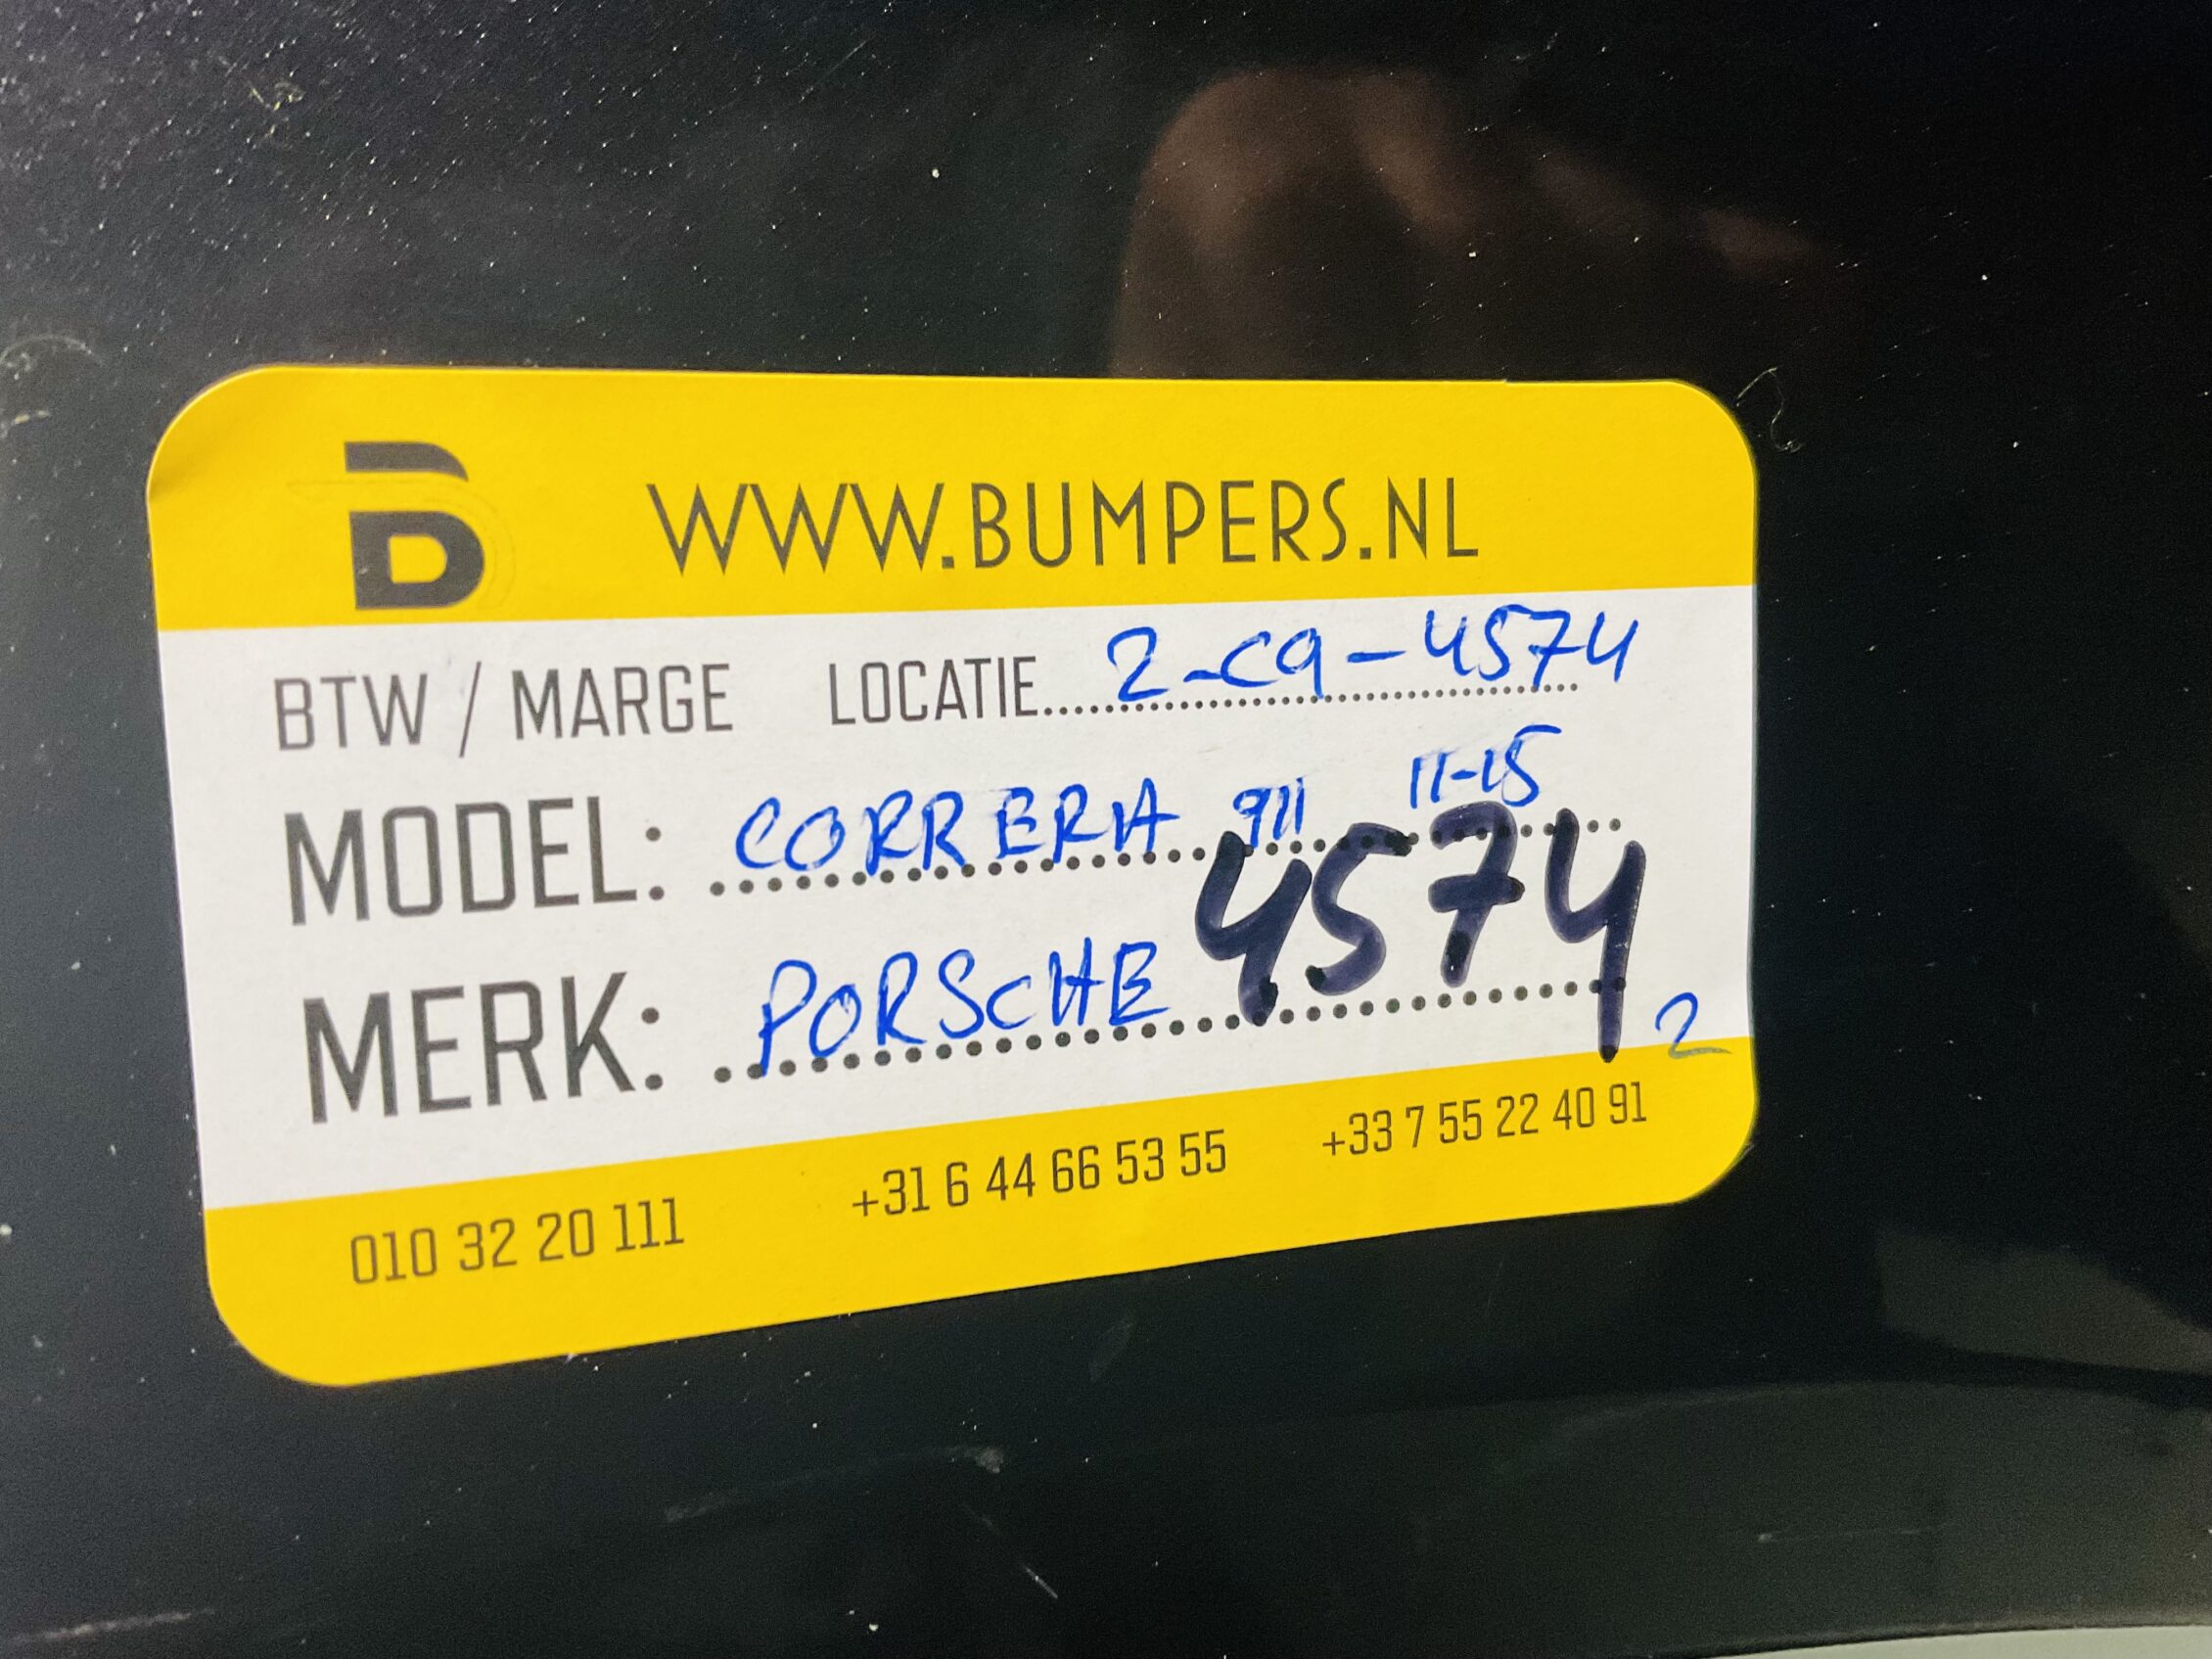 WWW.BUMPERS.NL
BTW / MARGE LOCATIE 2-C9-4574
MODEL: CORRERA 911 11-15
4574
MERK: PORSCHE
2
010 32 20 111 +31 6 44 66 53 55 +33 7 55 22 40 91